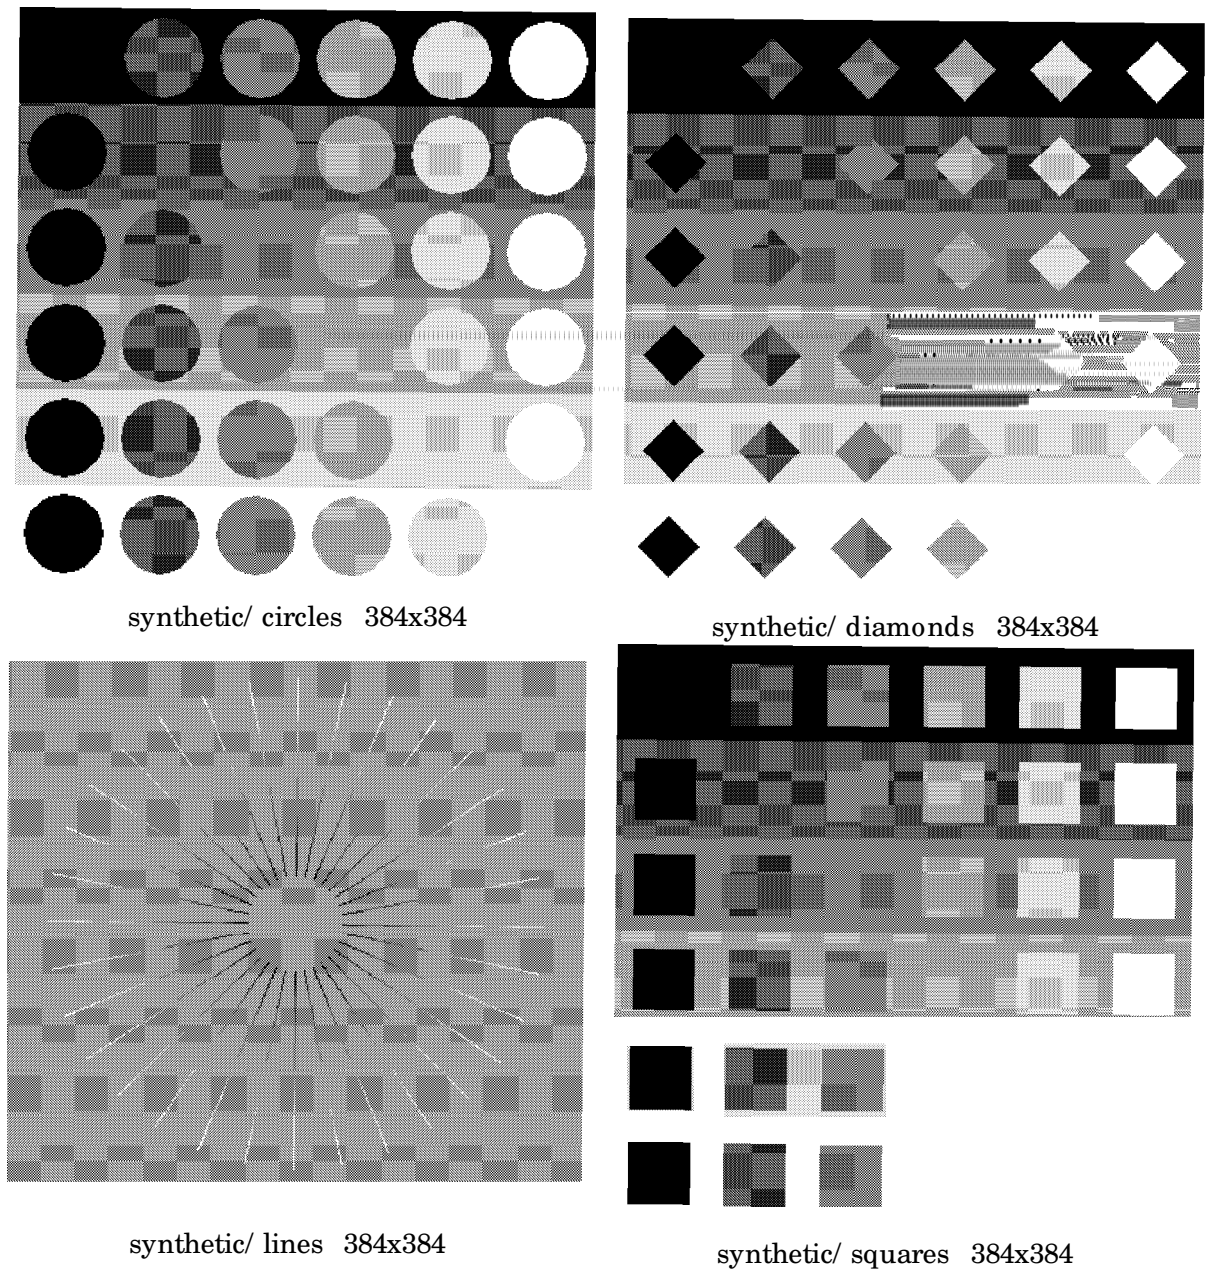 synthetic/ circles 384x384
synthetic/ diamonds 384x384
synthetic/ lines 384x384
synthetic/ squares 384x384